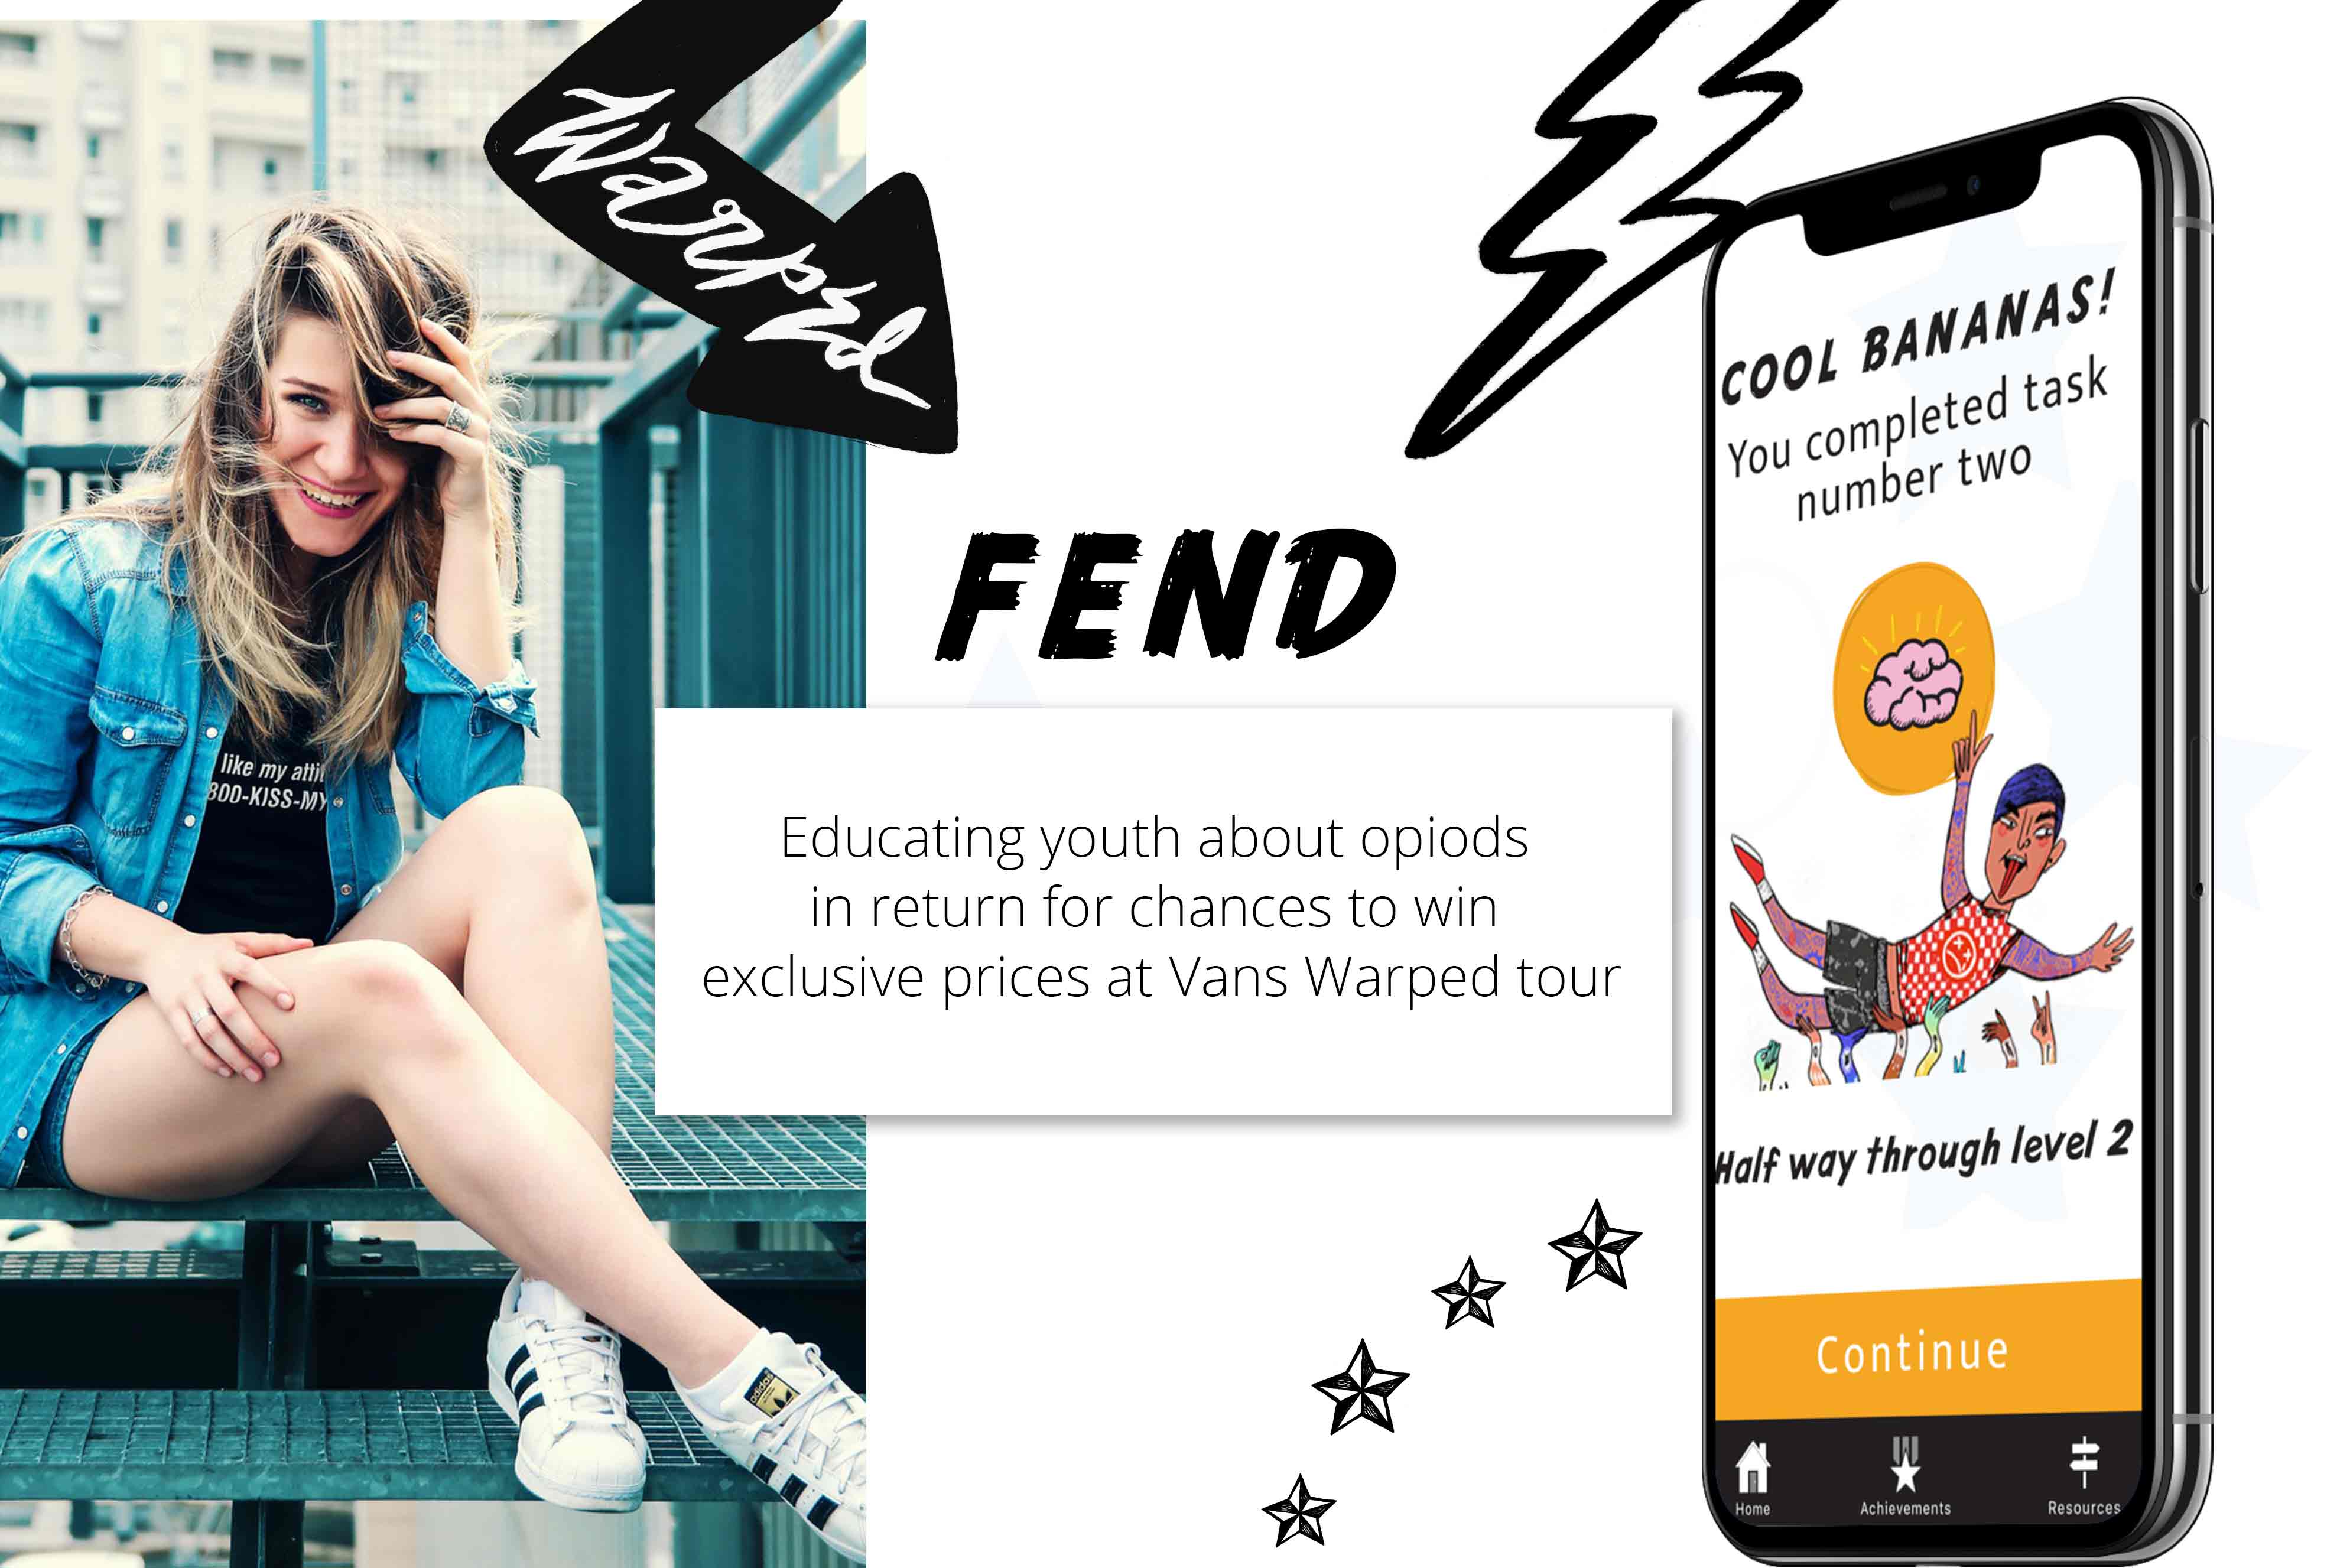 Warped
like my attit
800-KISS-MY
adidas
FEND
Educating youth about opiods
in return for chances to win
exclusive prices at Vans Warped tour
COOL BANANAS!
You completed task
number two
Half way through level 2
Continue
Home
Achievements
Resources